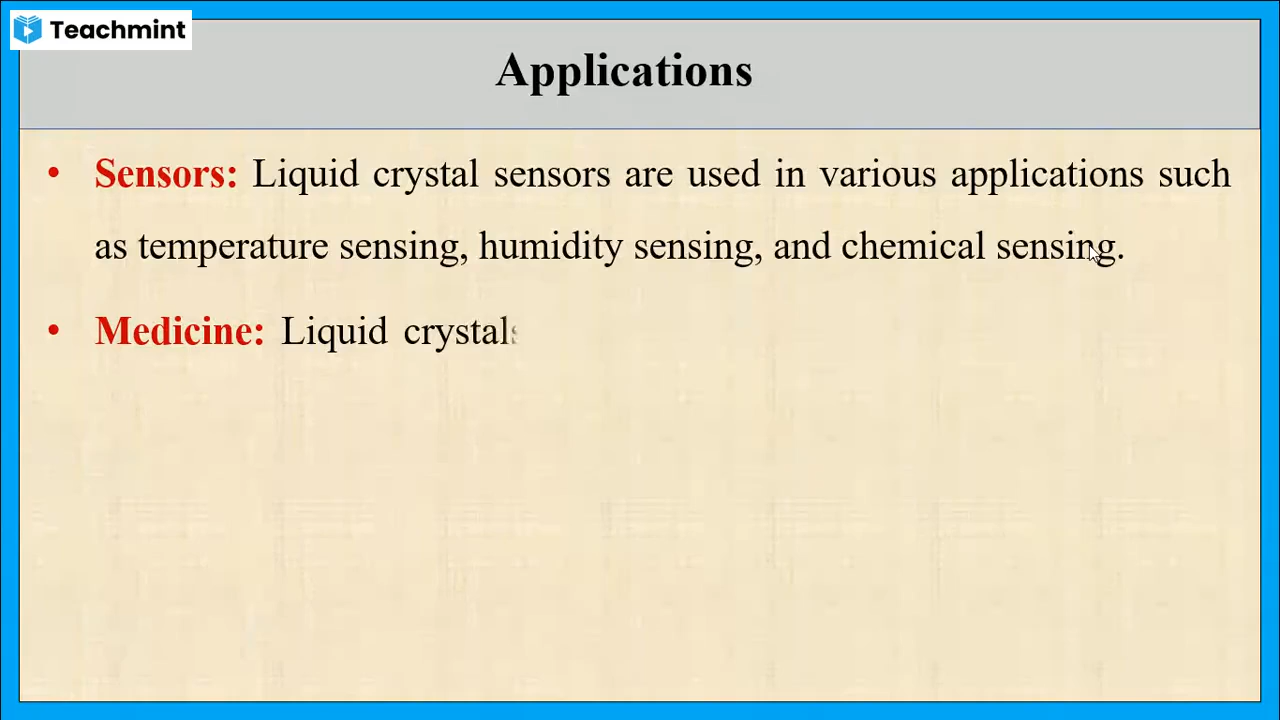 Teachmint
Applications
• Sensors: Liquid crystal sensors are used in various applications such
as temperature sensing, humidity sensing, and chemical sensing.
• Medicine: Liquid crystals